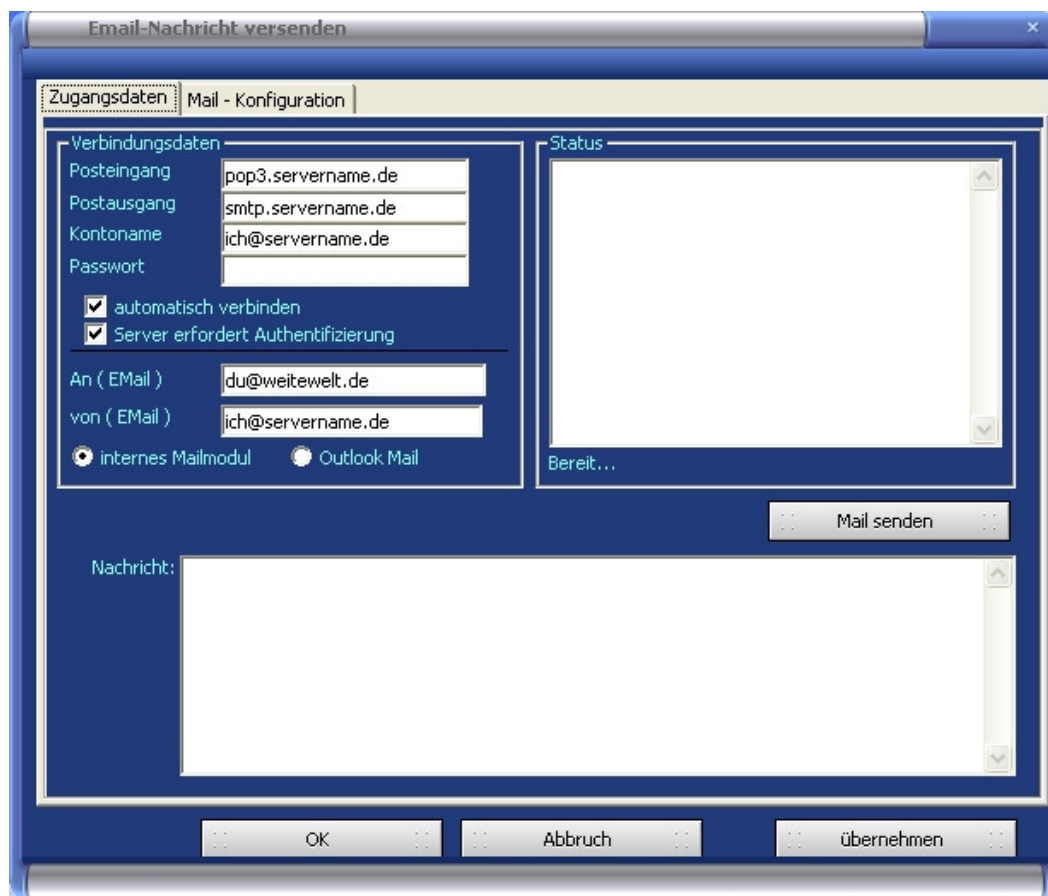 Email-Nachricht versenden
Zugangsdaten
Mail - Konfiguration
Verbindungsdaten
Posteingang
pop3.servername.de
Postausgang
smtp.servername.de
Kontoname
ich@servername.de
Passwort
automatisch verbinden
Server erfordert Authentifizierung
An ( EMail )
du@weitewelt.de
von ( EMail )
ich@servername.de
internes Mailmodul
Outlook Mail
Status
Bereit...
Mail senden
Nachricht:
OK
Abbruch
übernehmen